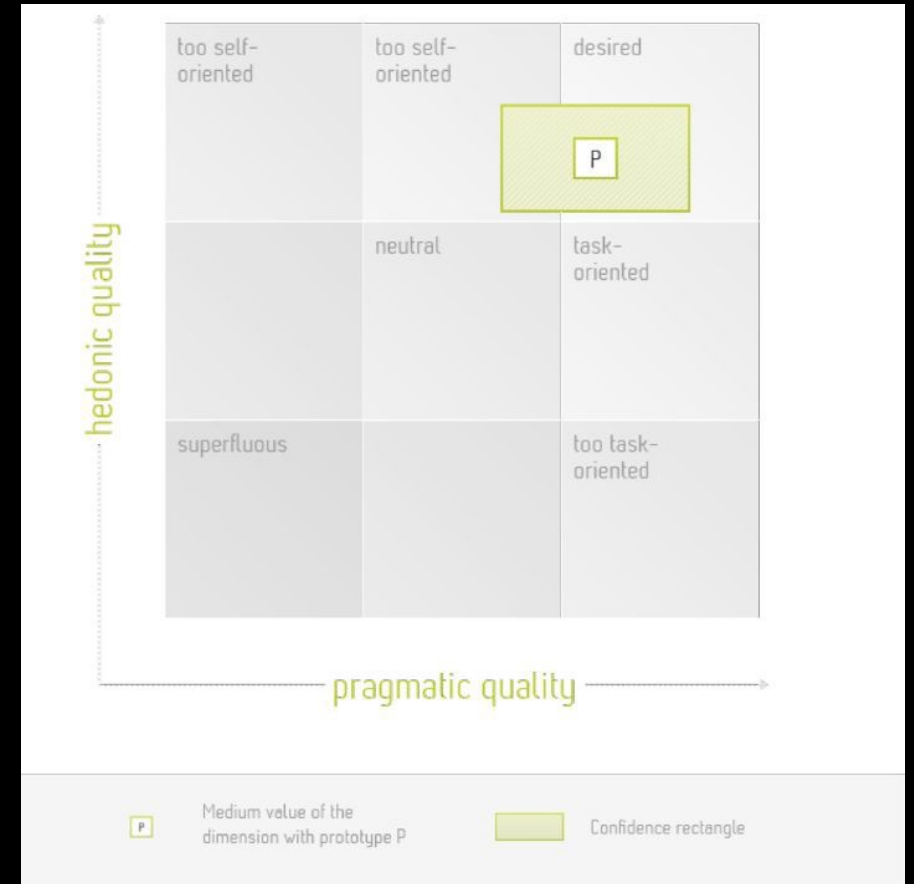 too self-
oriented
too self-
oriented
desired
P
neutral
task-
oriented
superfluous
too task-
oriented
hedonic quality
pragmatic quality
P
Medium value of the
dimension with prototype P
Confidence rectangle